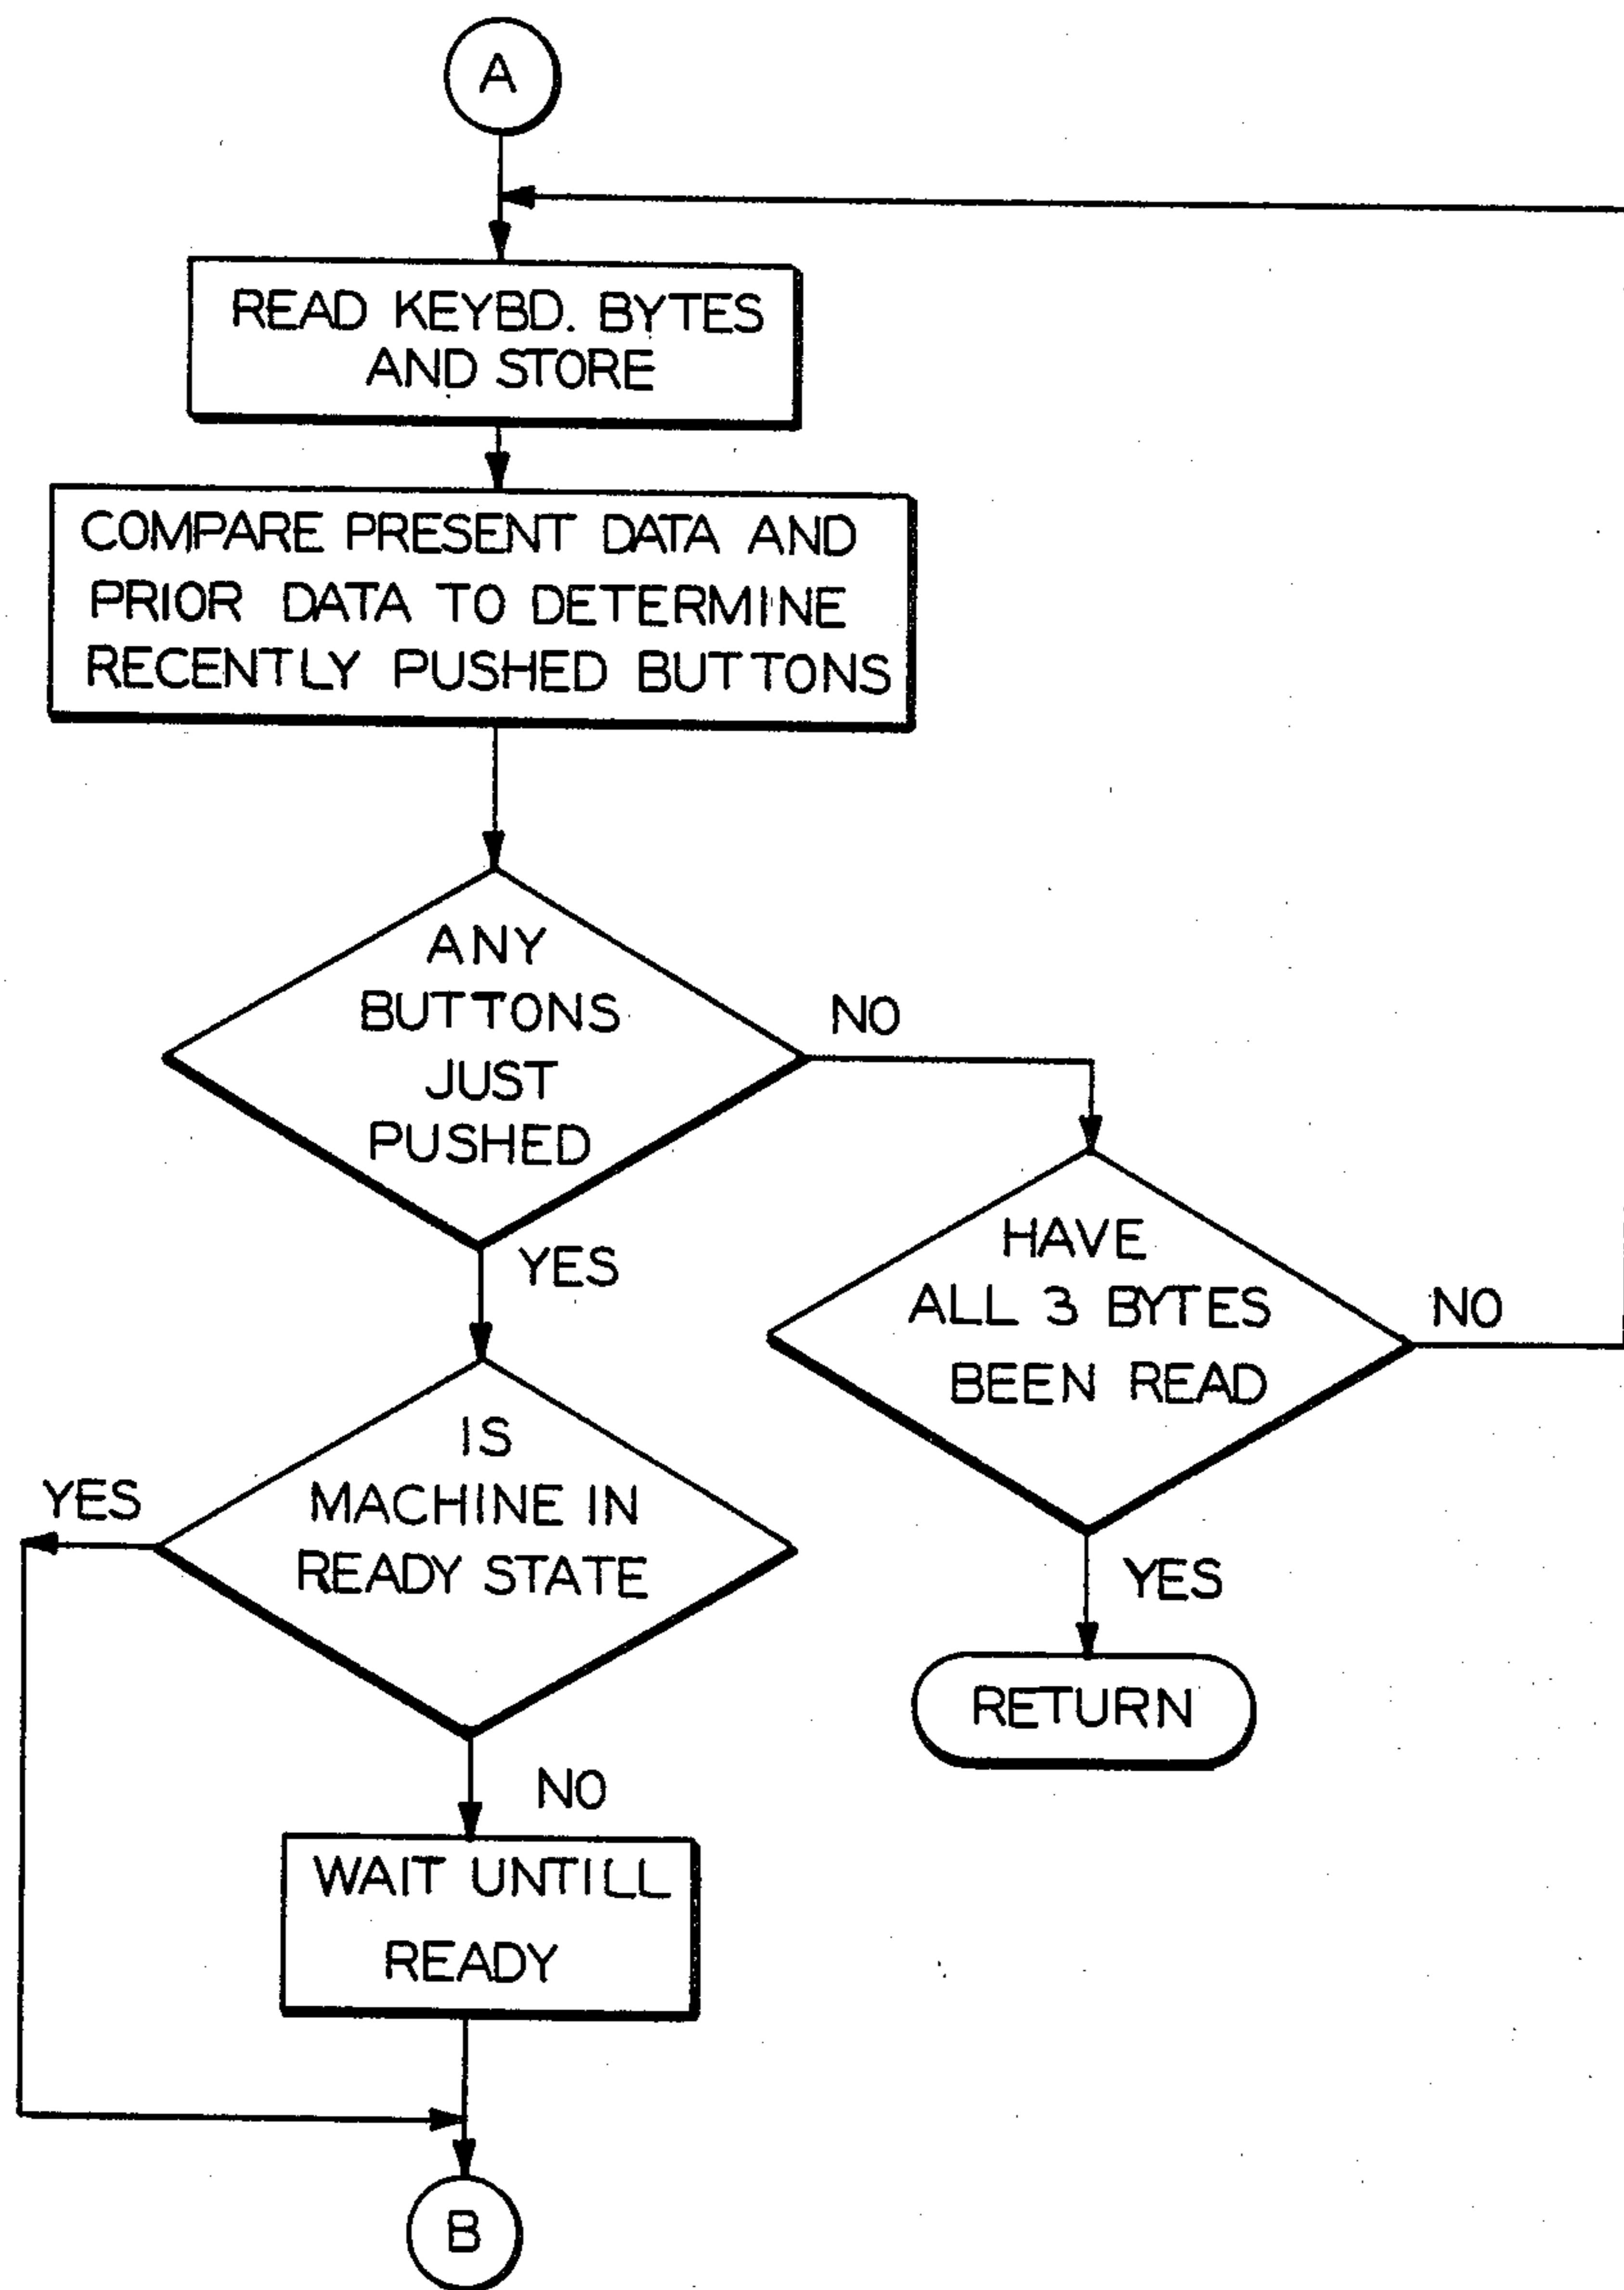 A
READ KEYBD. BYTES
AND STORE
COMPARE PRESENT DATA AND
PRIOR DATA TO DETERMINE
RECENTLY PUSHED BUTTONS
ANY
BUTTONS
JUST
PUSHED
NO
YES
HAVE
ALL 3 BYTES
BEEN READ
NO
YES
RETURN
IS
MACHINE IN
READY STATE
YES
NO
WAIT UNTILL
READY
B